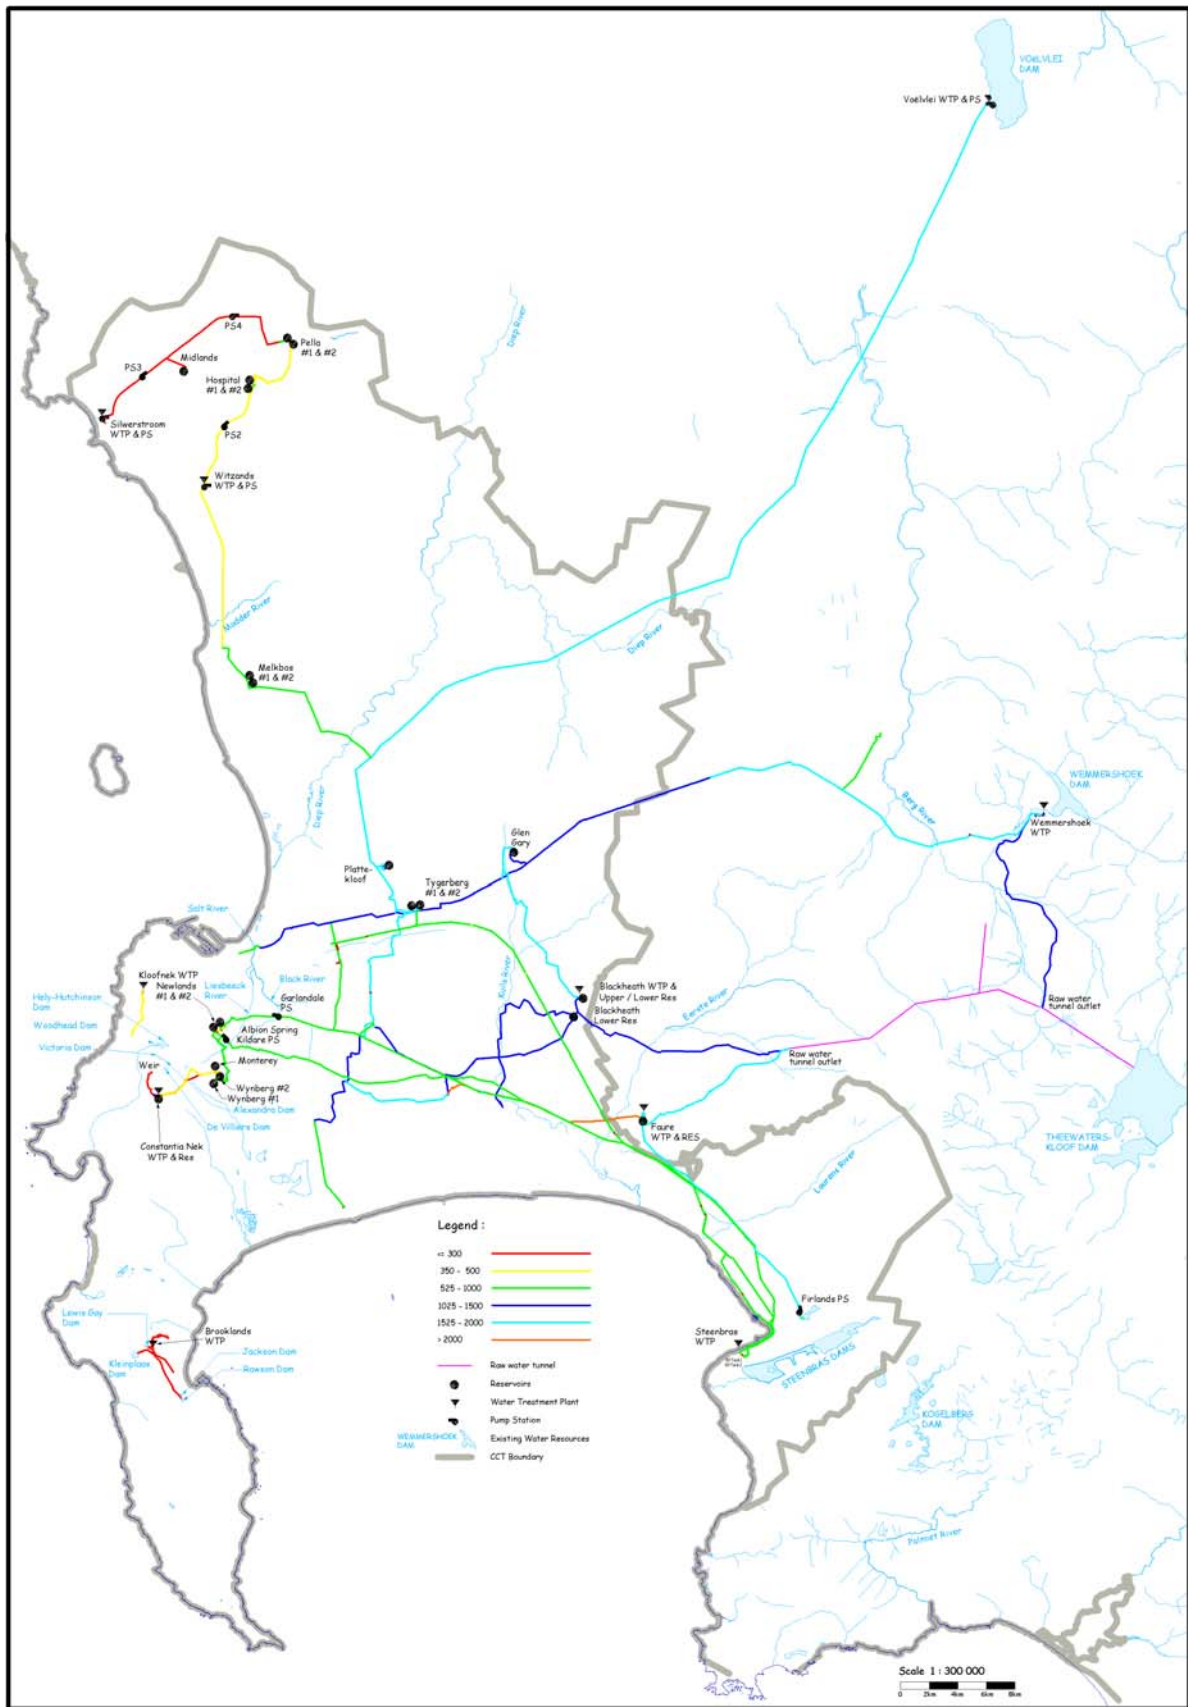 VOELVLEI
DAM
Voëlvlei WTP & PS
PS4
Pella
#1 & #2
Midlands
PS3
Hospital
#1 & #2
Silwerstroom
WTP & PS
PS2
Witzands
WTP & PS
Diep River
Modder River
Diep River
Melkbos
#1 & #2
Diep River
WEMMERSHOEK
DAM
Berg River
Wemmershoek
WTP
Glen
Gary
Platte-
kloof
Tygerberg
#1 & #2
Salt River
Black River
Kuils River
Kloofnek WTP
Newlands
#1 & #2
Liesbeeck
River
Garlandale
PS
Hely-Hutchinson
Dam
Woodhead Dam
Victoria Dam
Albion Spring
Kildare PS
Blackheath WTP &
Upper / Lower Res
Blackheath
Lower Res
Eerste River
Raw water
tunnel outlet
Raw water
tunnel outlet
Weir
Monterey
Wynberg #2
Wynberg #1
Alexandra Dam
De Villiers Dam
Constantia Nek
WTP & Res
Faure
WTP & RES
THEEWATERS-
KLOOF DAM
Lourens River
Legend :
<= 300
350 - 500
525 - 1000
1025 - 1500
1525 - 2000
> 2000
Raw water tunnel
Reservoirs
Water Treatment Plant
Pump Station
WEMMERSHOEK
DAM
Existing Water Resources
CCT Boundary
Firlands PS
Steenbras
WTP
STEENBRAS DAMS
Lewis Gay
Dam
Brooklands
WTP
Kleinplaas
Dam
Jackson Dam
Rawson Dam
KOGELBERG
DAM
Palmiet River
Scale 1 : 300 000
0 2km 4km 6km 8km